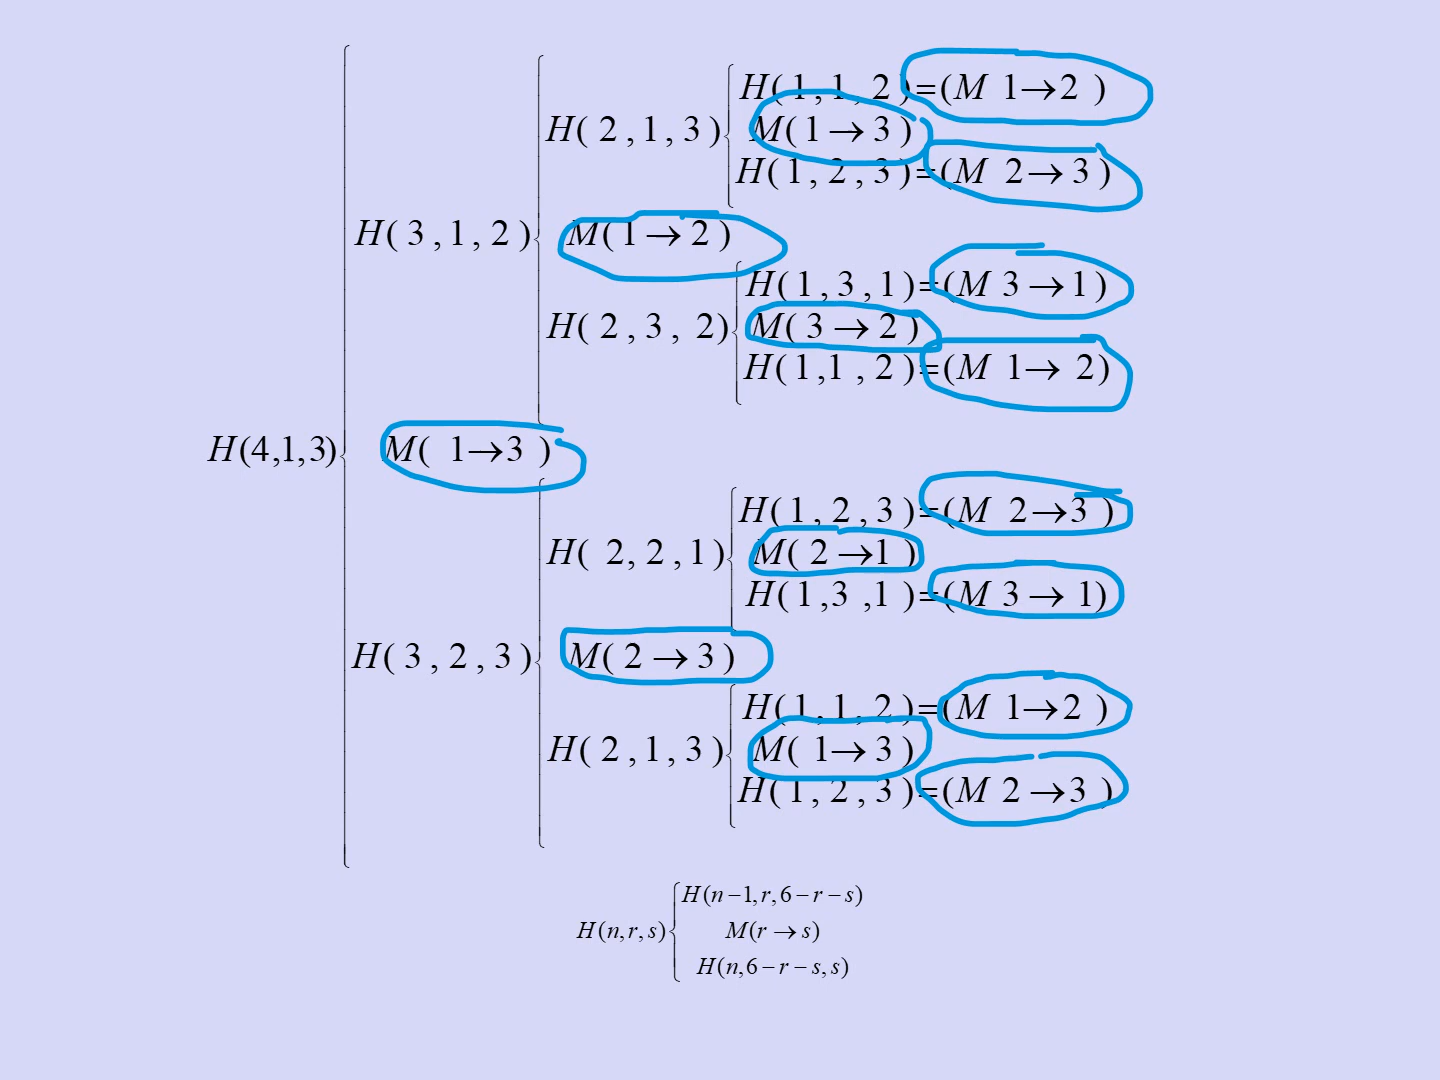 H(1,1,2)=(M 1→2)
H(2,1,3) M(1→3)
H(1,2,3)=(M 2→3)
H(3,1,2) M(1→2)
H(1,3,1)=(M 3→1)
H(2,3,2) M(3→2)
H(1,1,2)=(M 1→2)
H(4,1,3) M(1→3)
H(1,2,3)=(M 2→3)
H(2,2,1) M(2→1)
H(1,3,1)=(M 3→1)
H(3,2,3) M(2→3)
H(1,1,2)=(M 1→2)
H(2,1,3) M(1→3)
H(1,2,3)=(M 2→3)
H(n−1,r,6−r−s)
H(n,r,s) M(r→s)
H(n,6−r−s,s)